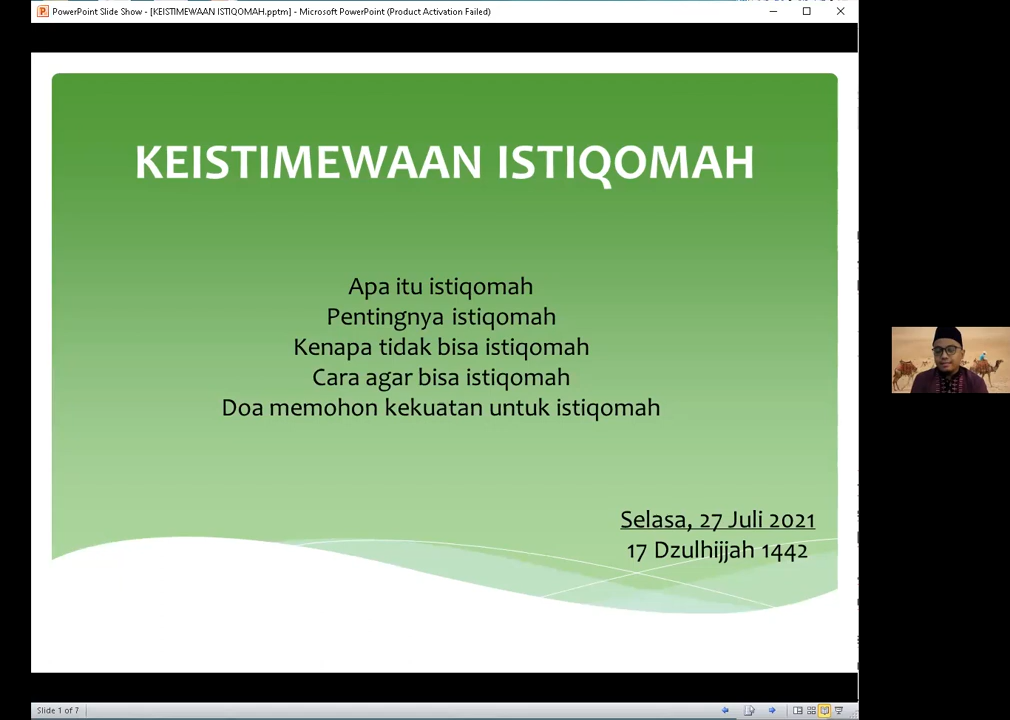 PowerPoint Slide Show - [KEISTIMEWAAN ISTIQOMAH.pptm] - Microsoft PowerPoint (Product Activation Failed)
KEISTIMEWAAN ISTIQOMAH
Apa itu istiqomah
Pentingnya istiqomah
Kenapa tidak bisa istiqomah
Cara agar bisa istiqomah
Doa memohon kekuatan untuk istiqomah
Selasa, 27 Juli 2021
17 Dzulhijjah 1442
Slide 1 of 7